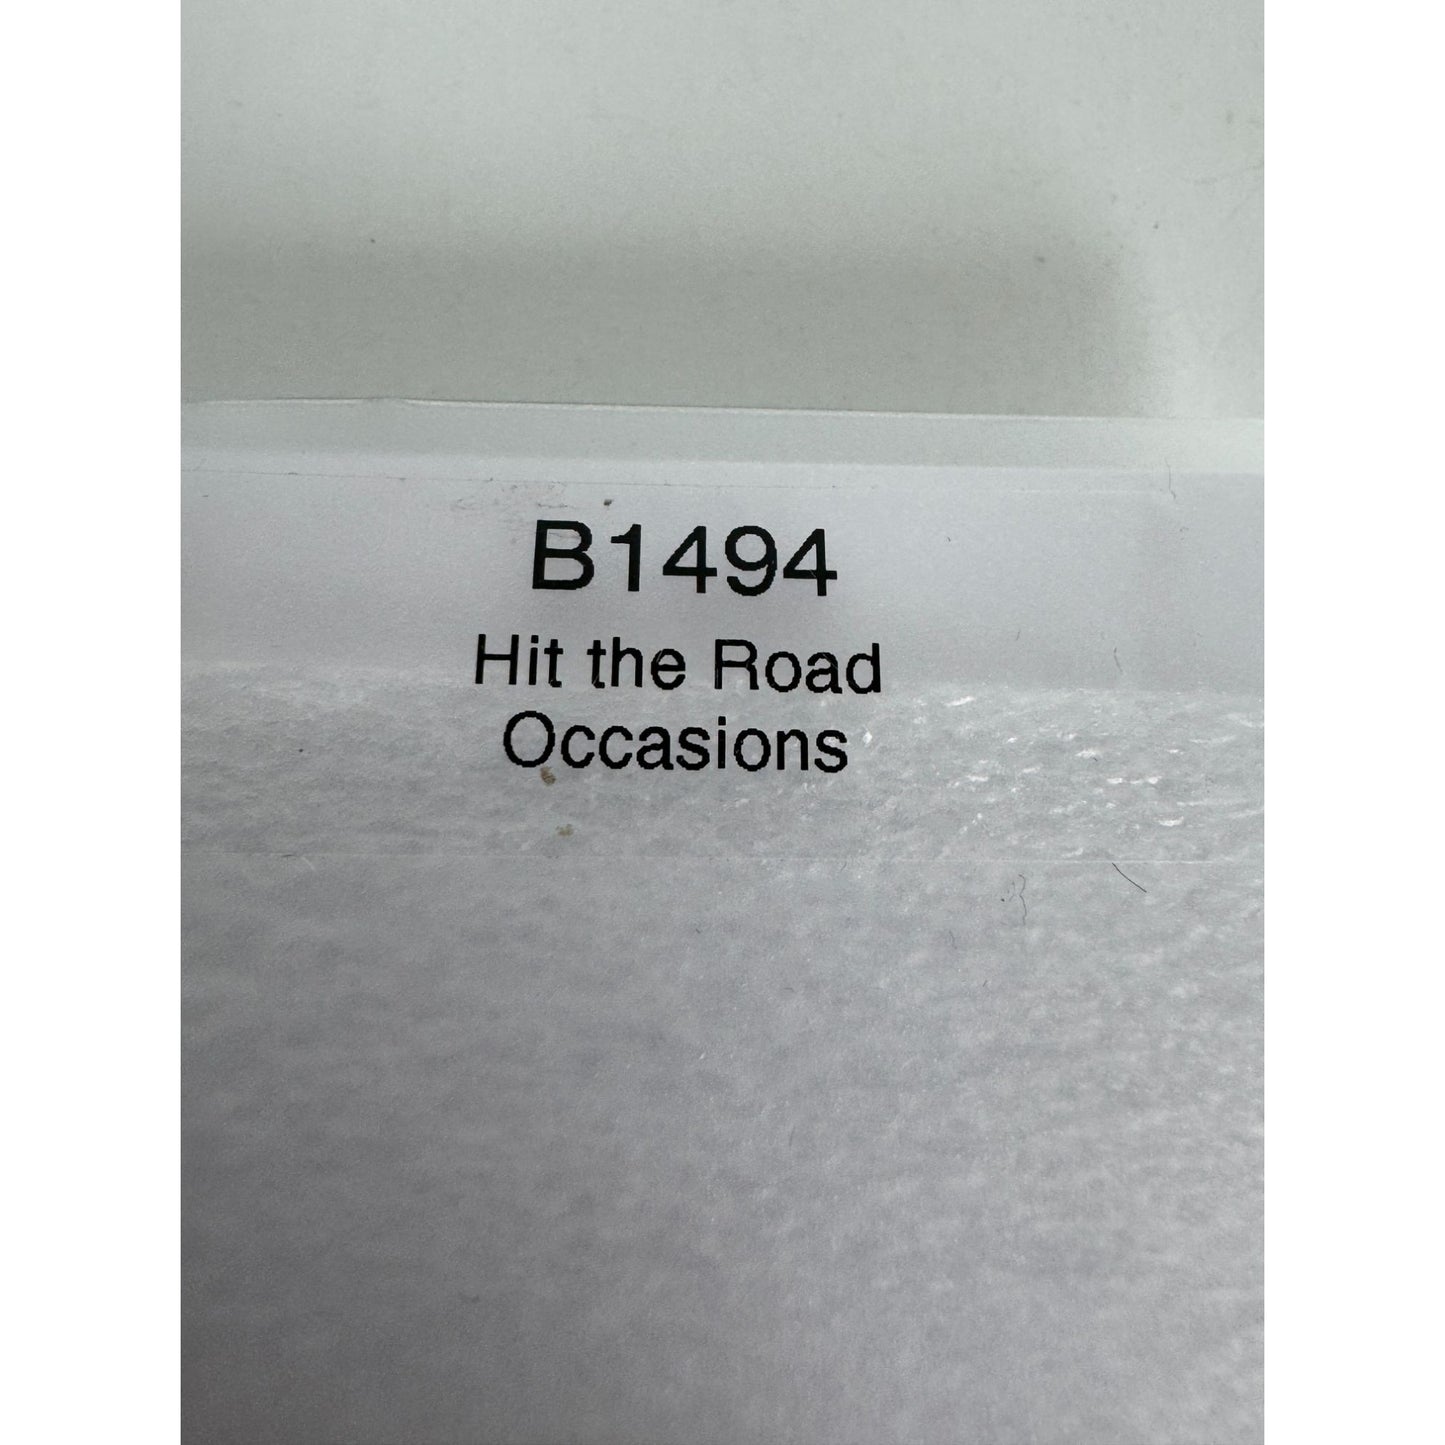 B1494
Hit the Road
Occasions